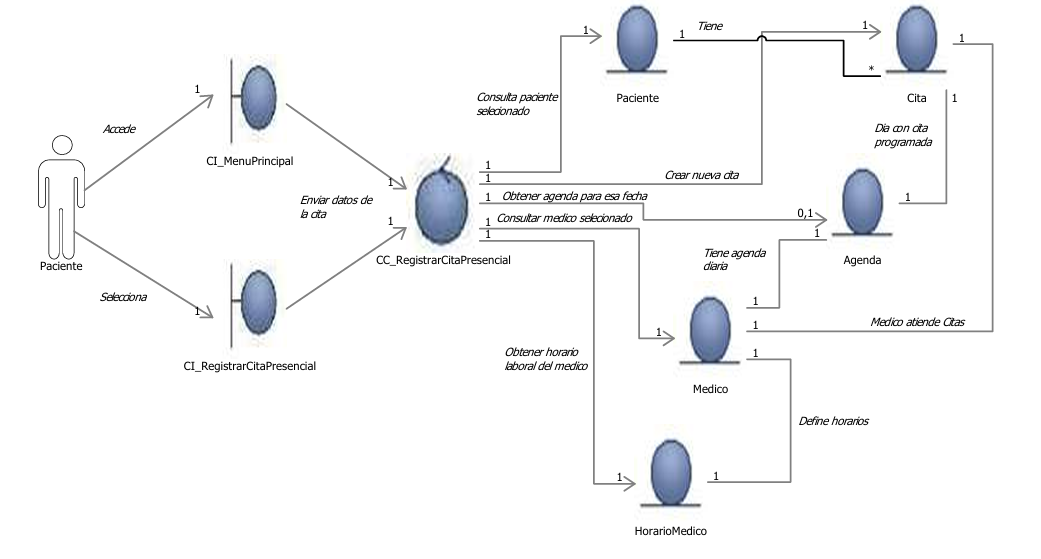 Paciente
Accede
1
CI_MenuPrincipal
Selecciona
1
CI_RegistrarCitaPresencial
Enviar datos de
la cita
1
1
CC_RegistrarCitaPresencial
1
1
1
1
1
Consulta paciente
selecionado
1
Paciente
1
Tiene
*
Crear nueva cita
1
Cita
1
1
Dia con cita
programada
1
Obtener agenda para esa fecha
0,1
Agenda
1
Consultar medico selecionado
1
Tiene agenda
diaria
1
1
1
Medico atiende Citas
Medico
Obtener horario
laboral del medico
1
Define horarios
1
HorarioMedico